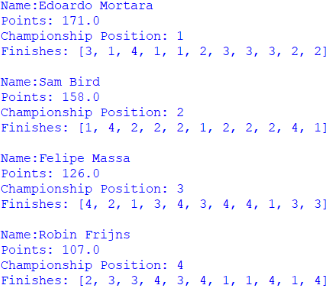 Name:Edoardo Mortara
Points: 171.0
Championship Position: 1
Finishes: [3, 1, 4, 1, 1, 2, 3, 3, 3, 2, 2]
Name:Sam Bird
Points: 158.0
Championship Position: 2
Finishes: [1, 4, 2, 2, 2, 1, 2, 2, 2, 4, 1]
Name:Felipe Massa
Points: 126.0
Championship Position: 3
Finishes: [4, 2, 1, 3, 4, 3, 4, 4, 1, 3, 3]
Name:Robin Frijns
Points: 107.0
Championship Position: 4
Finishes: [2, 3, 3, 4, 3, 4, 1, 1, 4, 1, 4]